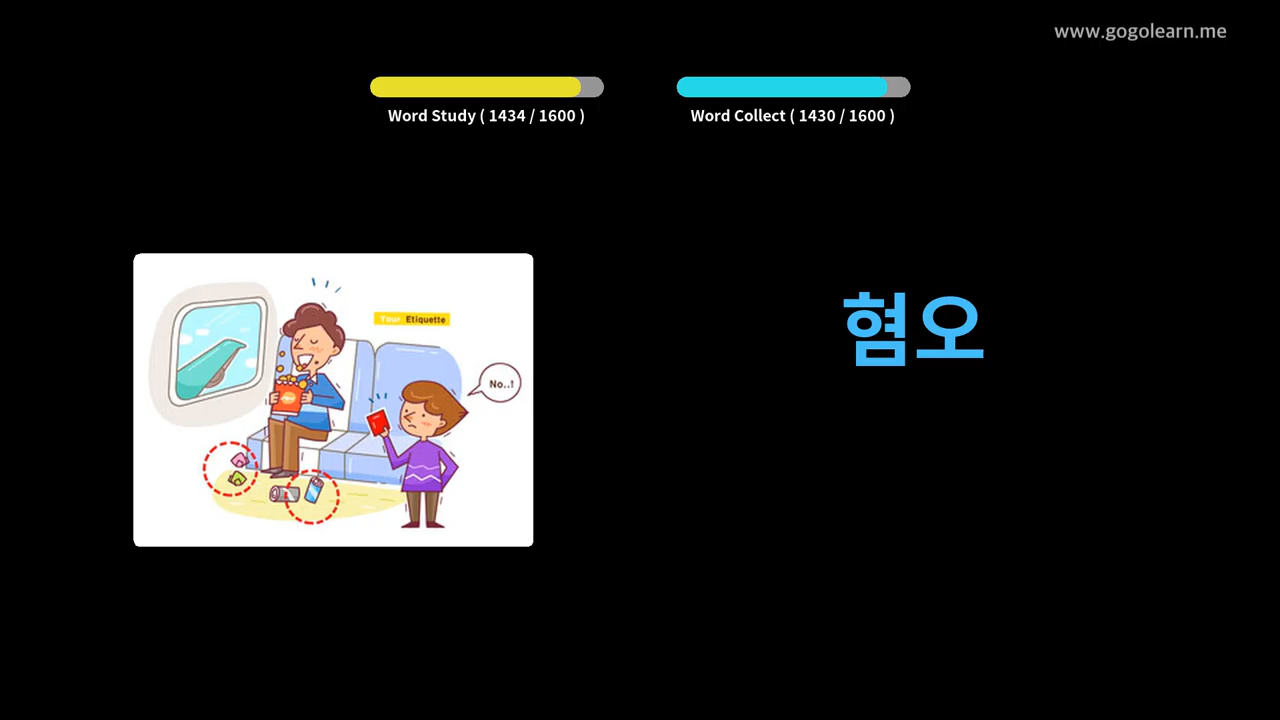 www.gogolearn.me
Word Study ( 1434 / 1600 )
Word Collect ( 1430 / 1600 )
Your Etiquette
No..!
혐오